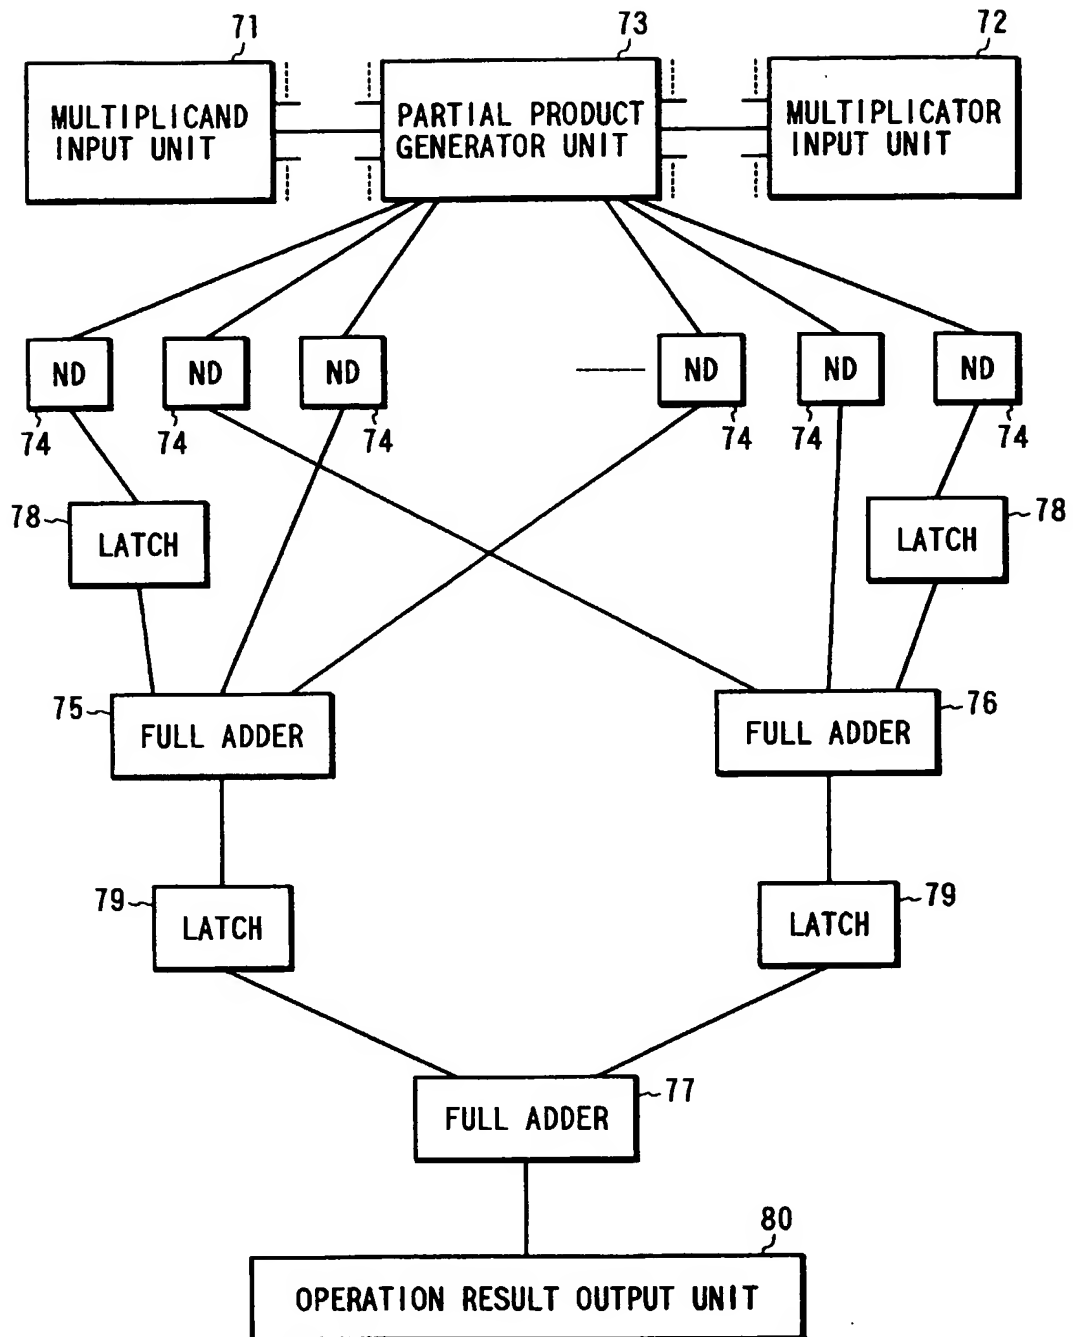 71
73
72
MULTIPLICAND
INPUT UNIT
PARTIAL PRODUCT
GENERATOR UNIT
MULTIPLICATOR
INPUT UNIT
ND
ND
ND
ND
ND
ND
74
74
74
74
74
74
78
LATCH
LATCH
78
75
FULL ADDER
FULL ADDER
76
79
LATCH
LATCH
79
FULL ADDER
77
80
OPERATION RESULT OUTPUT UNIT